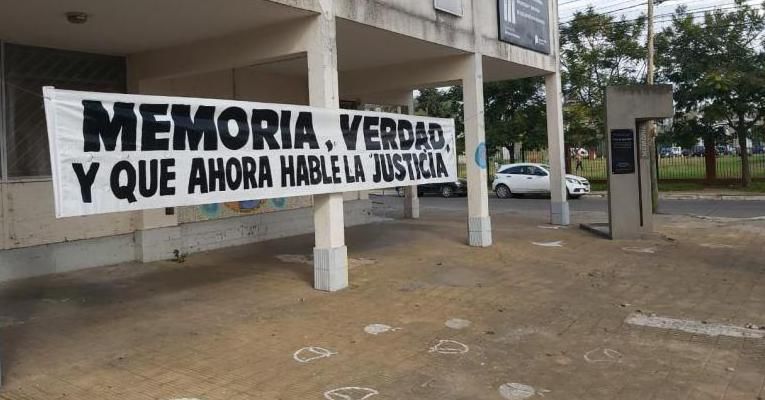 MEMORIA, VERDAD,
Y QUE AHORA HABLE LA JUSTICIA